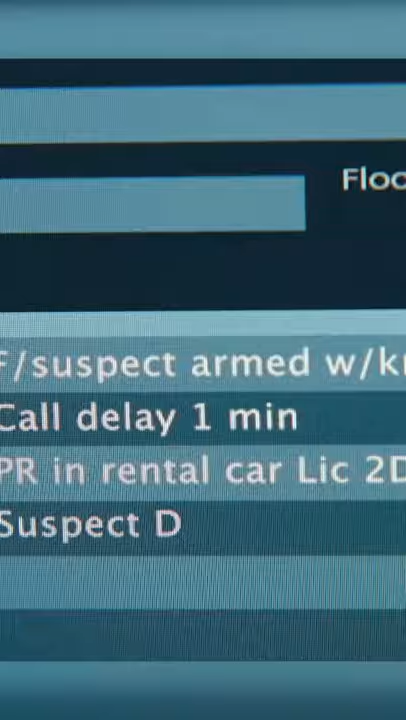 Floo
F/suspect armed w/kn
Call delay 1 min
PR in rental car Lic 2D
Suspect D